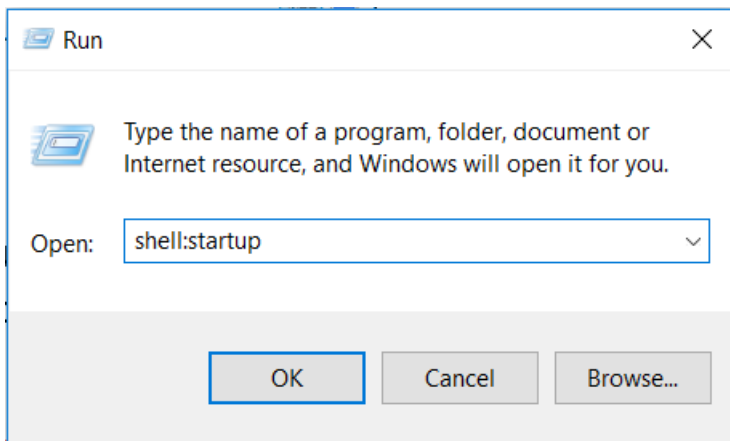 Run
Type the name of a program, folder, document or
Internet resource, and Windows will open it for you.
Open: shell:startup
OK Cancel Browse...